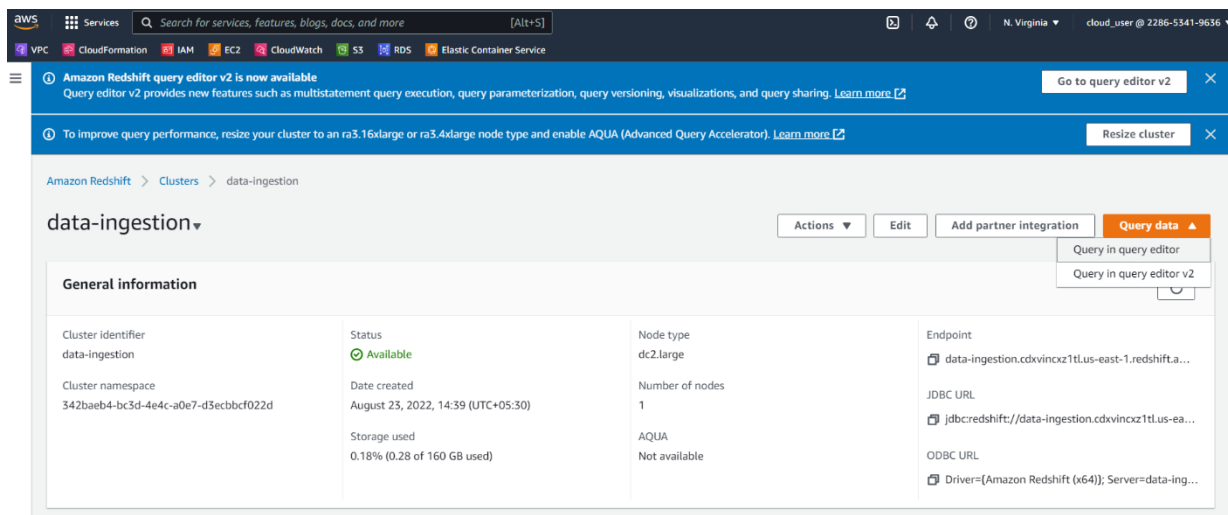 aws Services Search for services, features, blogs, docs, and more [Alt+S] N. Virginia ▼ cloud_user @ 2286-5341-9636
VPC CloudFormation IAM EC2 CloudWatch S3 RDS Elastic Container Service
Amazon Redshift query editor v2 is now available
Query editor v2 provides new features such as multistatement query execution, query parameterization, query versioning, visualizations, and query sharing. Learn more
Go to query editor v2
To improve query performance, resize your cluster to an ra3.16xlarge or ra3.4xlarge node type and enable AQUA (Advanced Query Accelerator). Learn more
Resize cluster
Amazon Redshift > Clusters > data-ingestion
data-ingestion▼
Actions ▼ Edit Add partner integration Query data ▲
Query in query editor
Query in query editor v2
General information
Cluster identifier
data-ingestion
Cluster namespace
342baeb4-bc3d-4e4c-a0e7-d3ecbbcf022d
Status
Available
Date created
August 23, 2022, 14:39 (UTC+05:30)
Storage used
0.18% (0.28 of 160 GB used)
Node type
dc2.large
Number of nodes
1
AQUA
Not available
Endpoint
data-ingestion.cdxvincxz1tl.us-east-1.redshift.a...
JDBC URL
jdbc:redshift://data-ingestion.cdxvincxz1tl.us-ea...
ODBC URL
Driver={Amazon Redshift (x64)}; Server=data-ing...